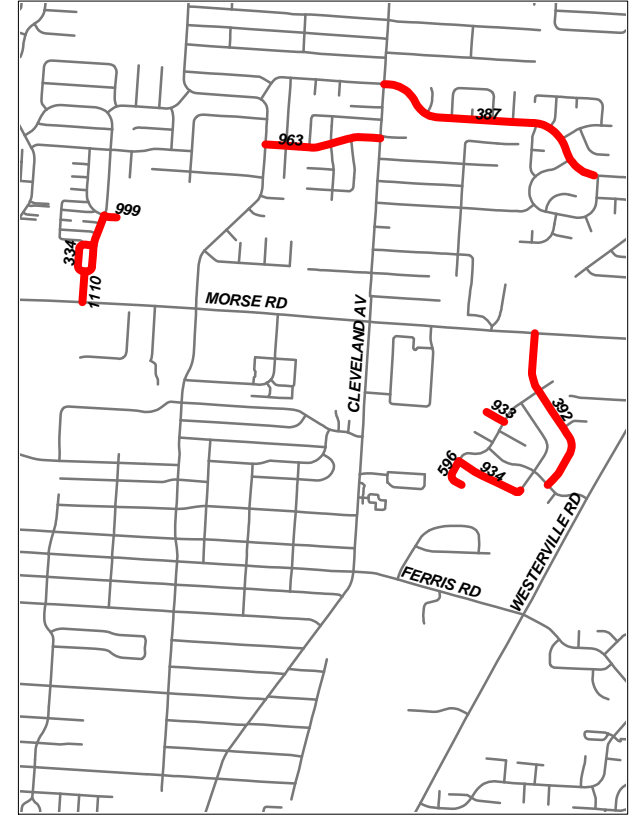 387
963
999
334
1110
MORSE RD
CLEVELAND AV
933
392
596
934
WESTERVILLE RD
FERRIS RD